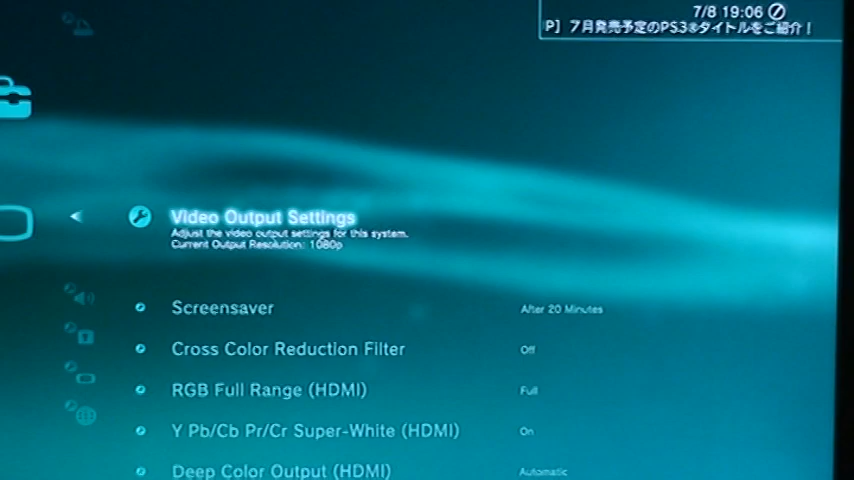 7/8 19:06
P] 7月発売予定のPS3®タイトルをご紹介！
Video Output Settings
Adjust the video output settings for this system.
Current Output Resolution: 1080p
Screensaver After 20 Minutes
Cross Color Reduction Filter Off
RGB Full Range (HDMI) Full
Y Pb/Cb Pr/Cr Super-White (HDMI) On
Deep Color Output (HDMI) Automatic